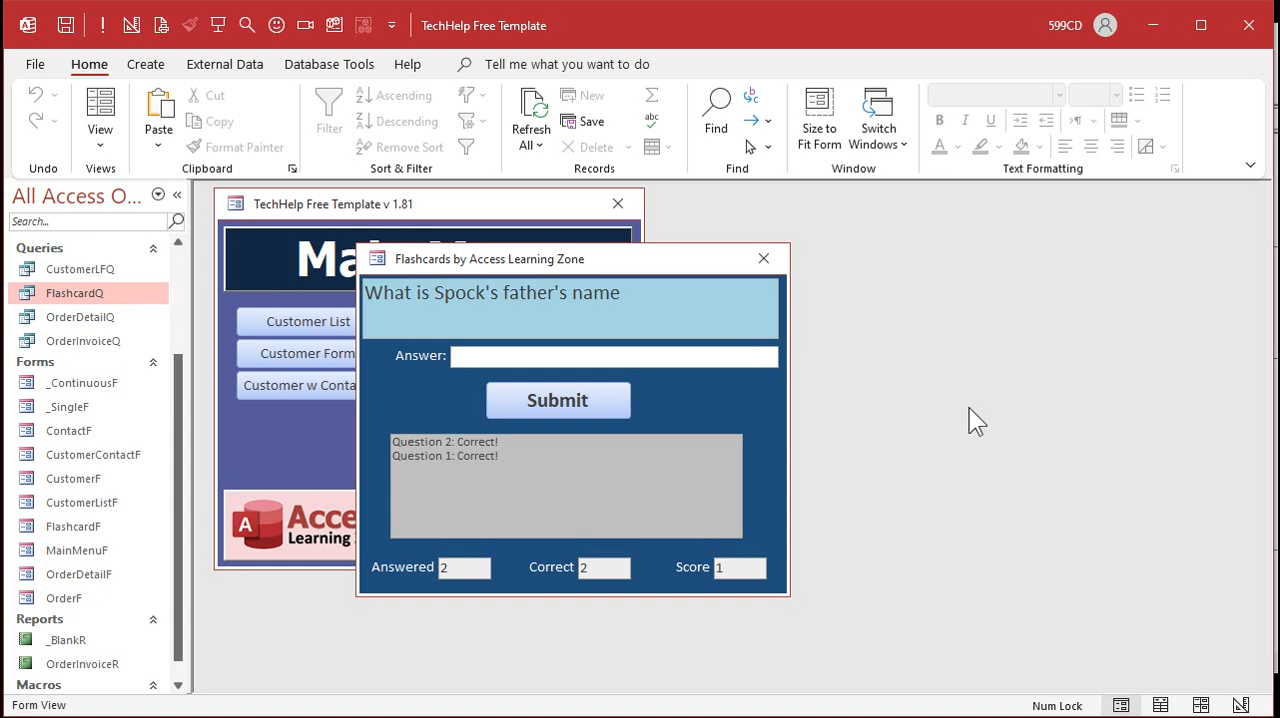 TechHelp Free Template
599CD
File Home Create External Data Database Tools Help Tell me what you want to do
View
Paste
Cut
Copy
Format Painter
Filter
Ascending
Descending
Remove Sort
Refresh All
New
Save
Delete
Find
Size to Fit Form
Switch Windows
B I U
Undo Views Clipboard Sort & Filter Records Find Window Text Formatting
All Access O...
Search...
Queries
CustomerLFQ
FlashcardQ
OrderDetailQ
OrderInvoiceQ
Forms
_ContinuousF
_SingleF
ContactF
CustomerContactF
CustomerF
CustomerListF
FlashcardF
MainMenuF
OrderDetailF
OrderF
Reports
_BlankR
OrderInvoiceR
Macros
TechHelp Free Template v 1.81
Customer List
Customer Form
Customer w Conta
Learning
Flashcards by Access Learning Zone
What is Spock's father's name
Answer:
Submit
Question 2: Correct!
Question 1: Correct!
Answered 2 Correct 2 Score 1
Form View
Num Lock